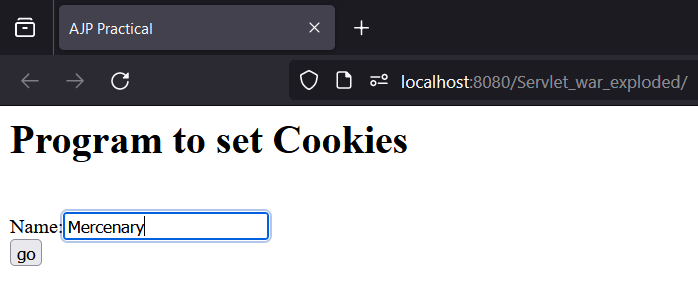 AJP Practical
localhost:8080/Servlet_war_exploded/
Program to set Cookies
Name:Mercenary
go